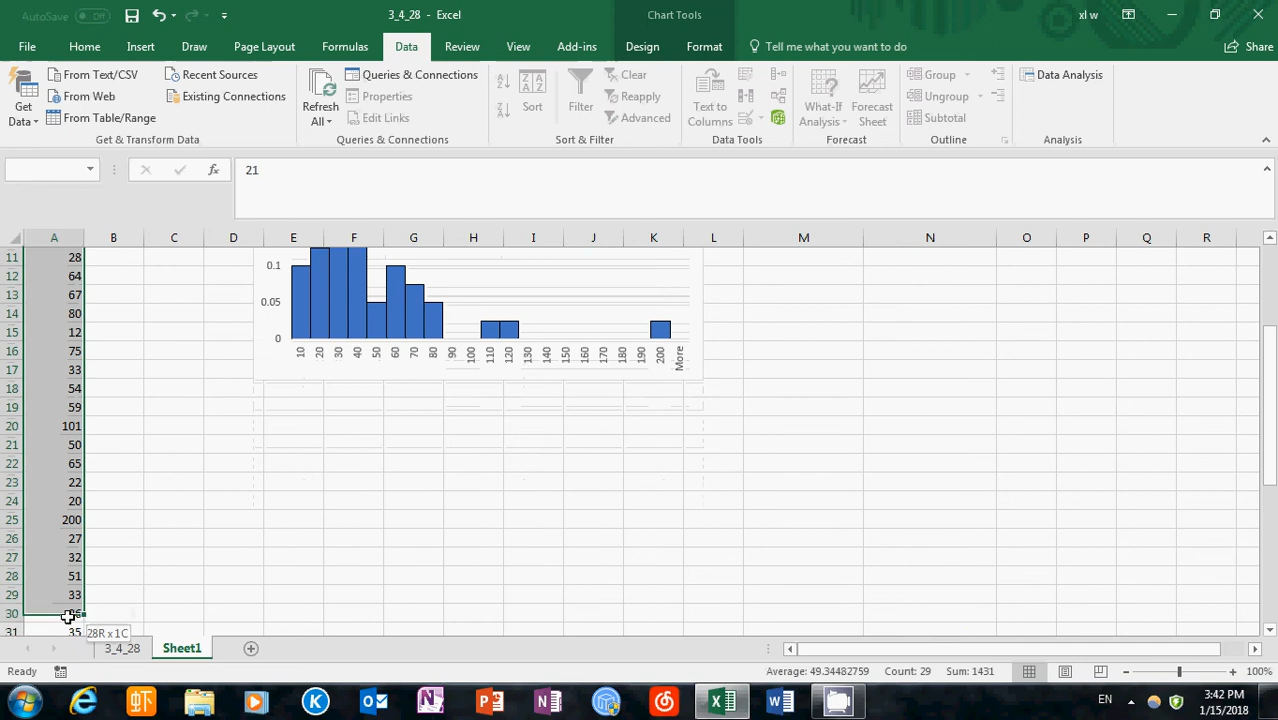 AutoSave Off 3_4_28 - Excel Chart Tools xl w
File Home Insert Draw Page Layout Formulas Data Review View Add-ins Design Format Tell me what you want to do Share
Get Data From Text/CSV From Web From Table/Range Recent Sources Existing Connections
Refresh All Queries & Connections Properties Edit Links
Sort Filter Clear Reapply Advanced
Text to Columns What-If Analysis Forecast Sheet
Group Ungroup Subtotal Data Analysis
Get & Transform Data Queries & Connections Sort & Filter Data Tools Forecast Outline Analysis
fx 21
A B C D E F G H I J K L M N O P Q R
11 28
12 64
13 67
14 80
15 12
16 75
17 33
18 54
19 59
20 101
21 50
22 65
23 22
24 20
25 200
26 27
27 32
28 51
29 33
30
31 35
0.1
0.05
0
10 20 30 40 50 60 70 80 90 100 110 120 130 140 150 160 170 180 190 200 More
28R x 1C
3_4_28 Sheet1
Ready Average: 49.34482759 Count: 29 Sum: 1431 100%
EN 3:42 PM
1/15/2018